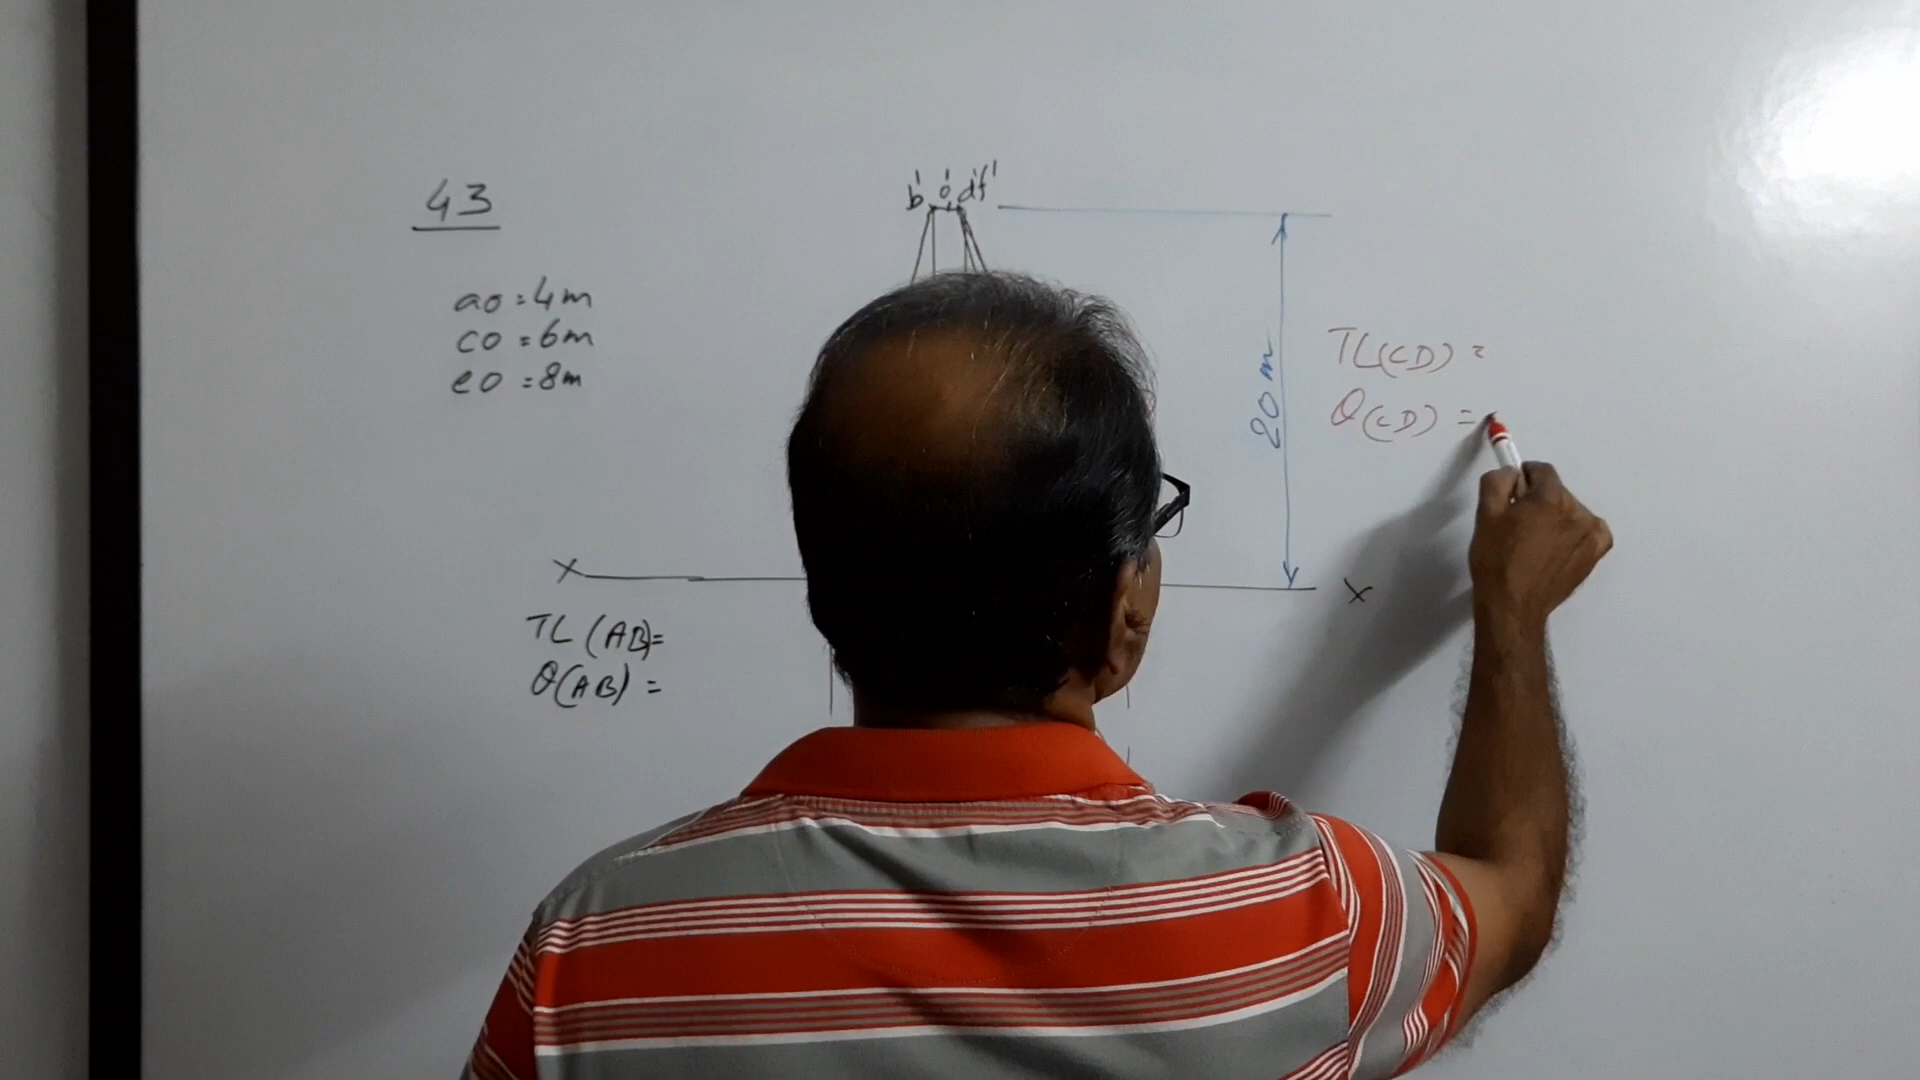 43
b' o' d' f'
ao = 4m
co = 6m
eo = 8m
20 m
TL(CD) =
θ(CD) =
X X
TL (AB) =
θ(AB) =